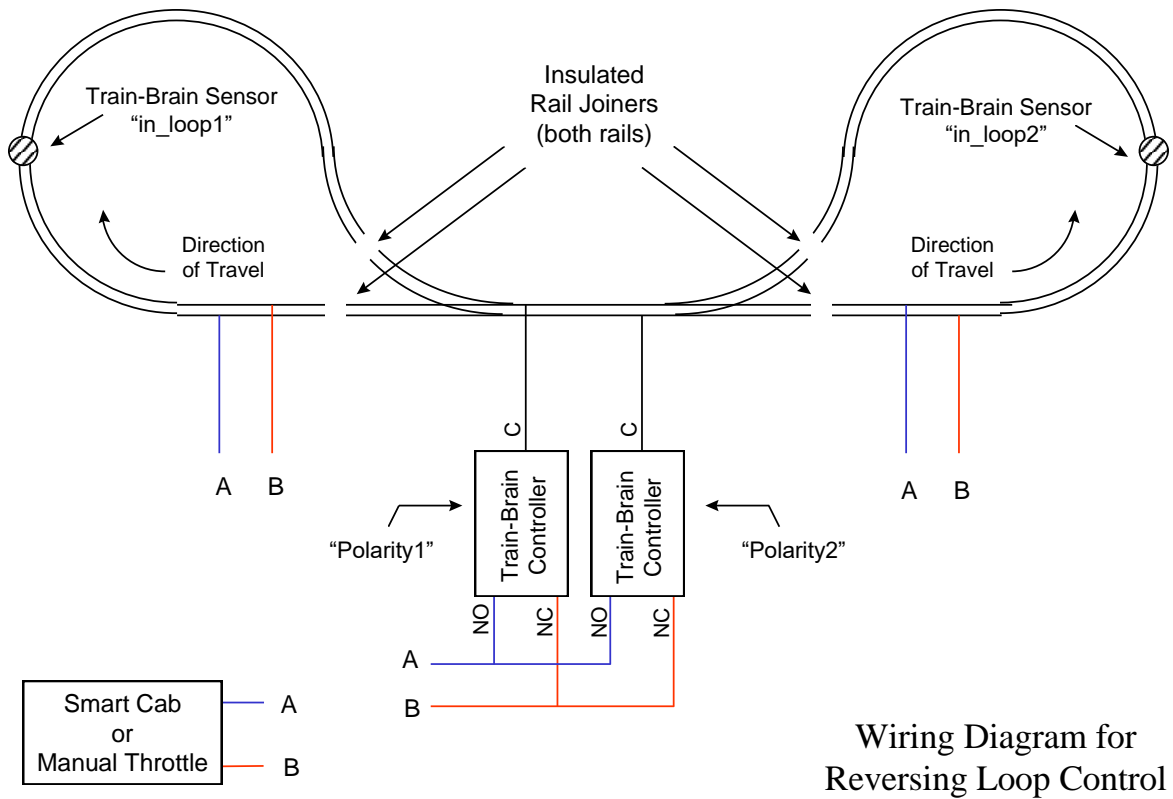 Train-Brain Sensor
“in_loop1”
Insulated
Rail Joiners
(both rails)
Train-Brain Sensor
“in_loop2”
Direction
of Travel
Direction
of Travel
A
B
C
C
A
B
“Polarity1”
Train-Brain
Controller
Train-Brain
Controller
“Polarity2”
NO
NC
NO
NC
A
B
Smart Cab
or
Manual Throttle
A
B
Wiring Diagram for
Reversing Loop Control